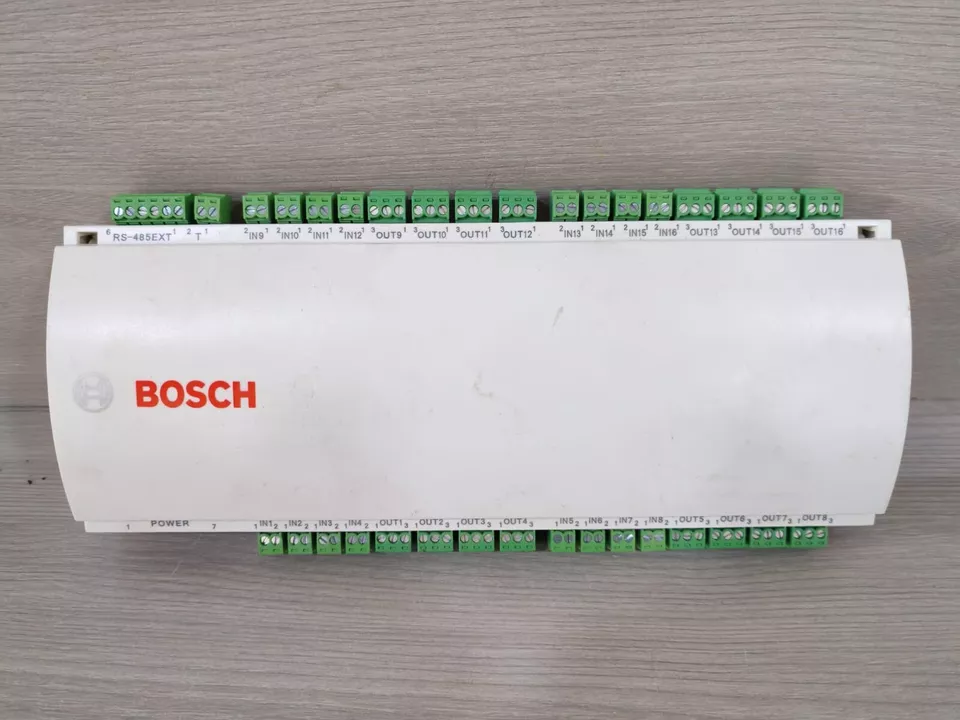 6 RS-485EXT 1 2 T 1 2 IN9 1 2 IN10 1 2 IN11 1 2 IN12 1 3 OUT9 1 3 OUT10 1 3 OUT11 1 3 OUT12 1 2 IN13 1 2 IN14 1 2 IN15 1 2 IN16 1 3 OUT13 1 3 OUT14 1 3 OUT15 1 3 OUT16 1
BOSCH
1 POWER 7 1 IN1 2 1 IN2 2 1 IN3 2 1 IN4 2 1 OUT1 3 1 OUT2 3 1 OUT3 3 1 OUT4 3 1 IN5 2 1 IN6 2 1 IN7 2 1 IN8 2 1 OUT5 3 1 OUT6 3 1 OUT7 3 1 OUT8 3